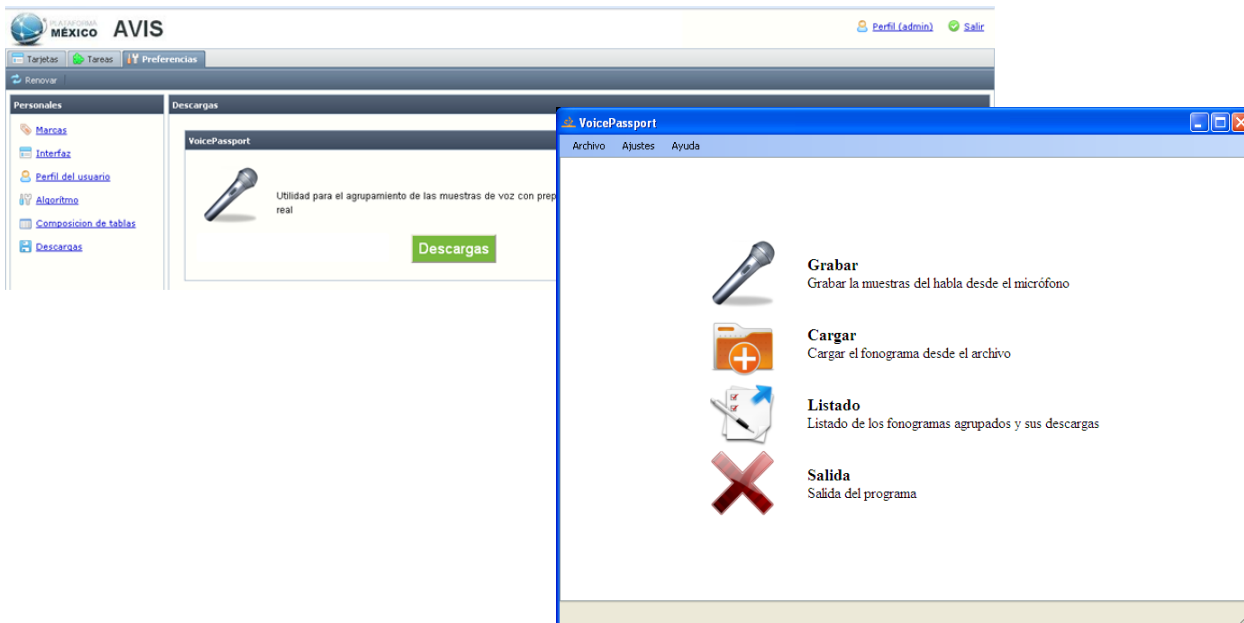 PLATAFORMA
MÉXICO AVIS
Perfil (admin) Salir
Tarjetas Tareas Preferencias
Renovar
Personales
Marcas
Interfaz
Perfil del usuario
Algoritmo
Composicion de tablas
Descargas
Descargas
VoicePassport
Utilidad para el agrupamiento de las muestras de voz con prep
real
Descargas
VoicePassport
Archivo Ajustes Ayuda
Grabar
Grabar la muestras del habla desde el micrófono
Cargar
Cargar el fonograma desde el archivo
Listado
Listado de los fonogramas agrupados y sus descargas
Salida
Salida del programa